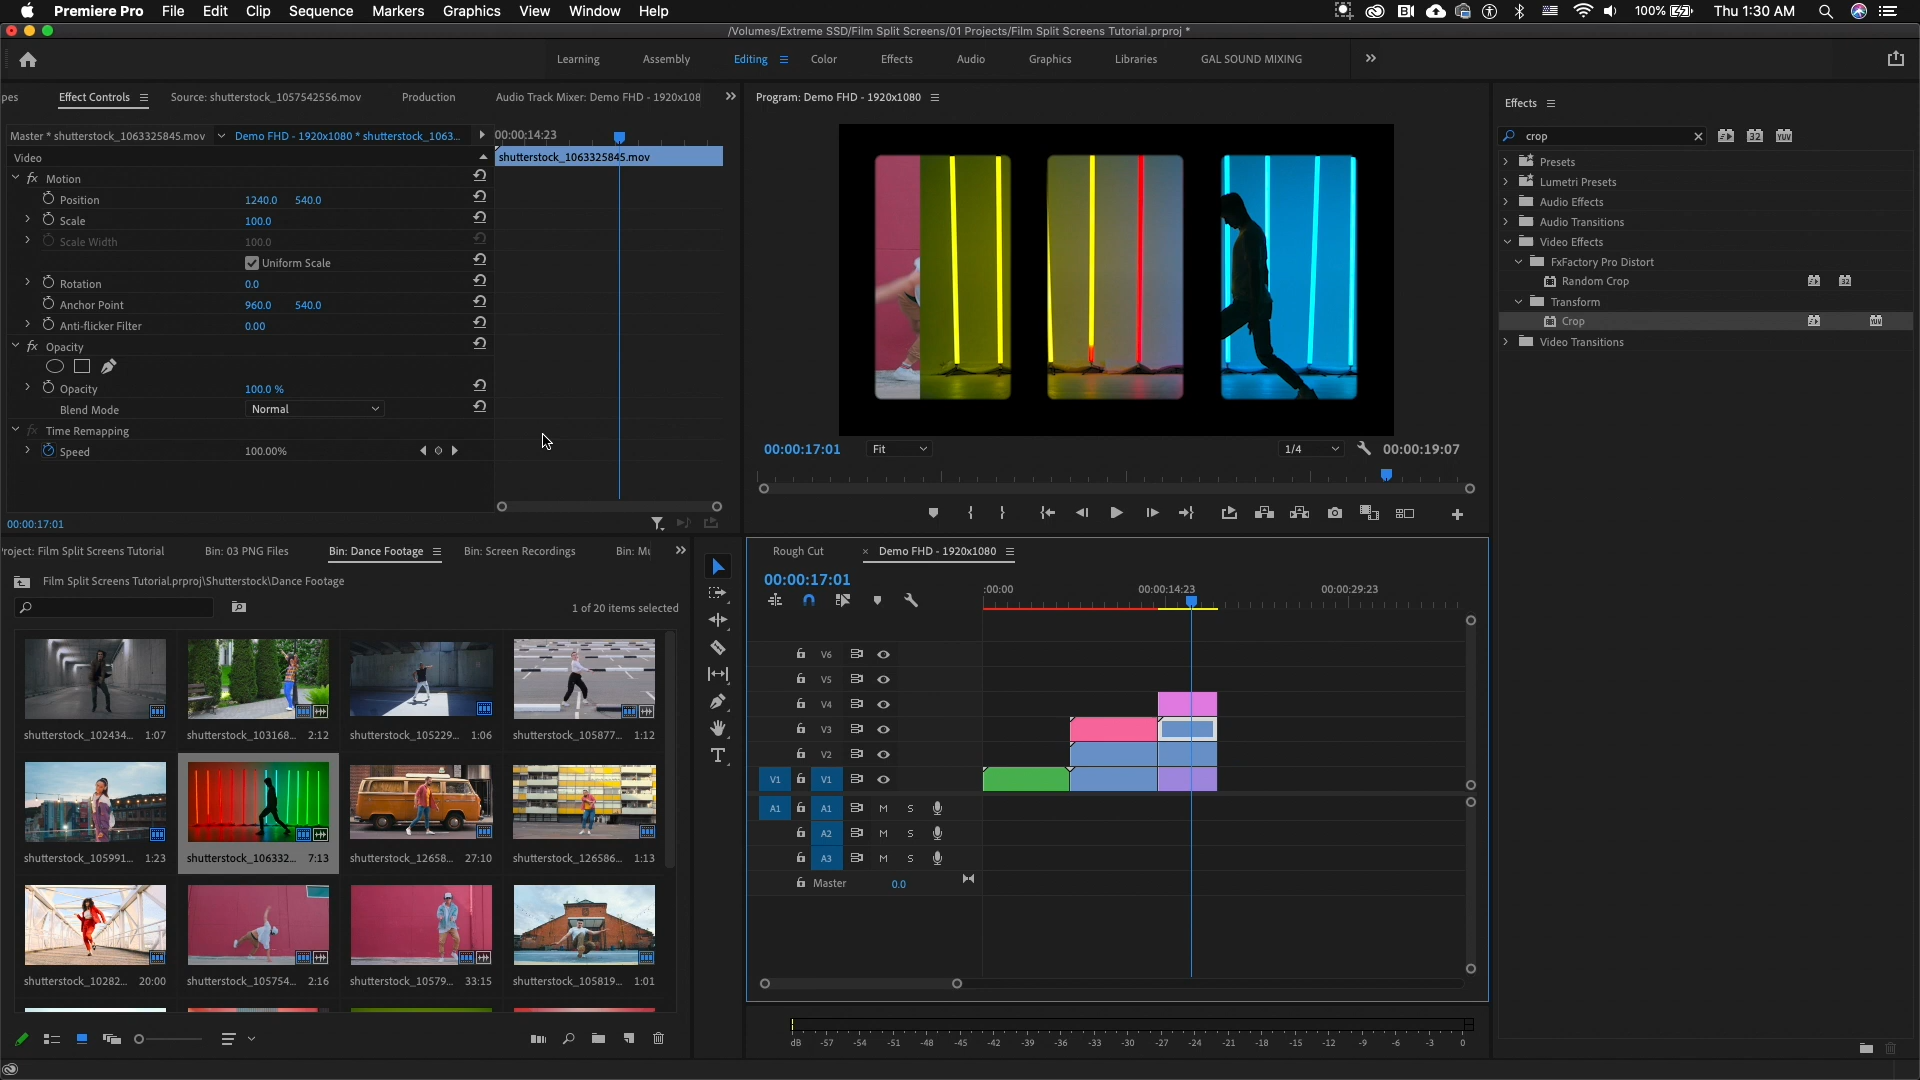 Premiere Pro File Edit Clip Sequence Markers Graphics View Window Help 100% Thu 1:30 AM
/Volumes/Extreme SSD/Film Split Screens/01 Projects/Film Split Screens Tutorial.prproj *
Learning Assembly Editing Color Effects Audio Graphics Libraries GAL SOUND MIXING
pes Effect Controls Source: shutterstock_1057542556.mov Production Audio Track Mixer: Demo FHD - 1920x108
Master * shutterstock_1063325845.mov Demo FHD - 1920x1080 * shutterstock_1063... 00:00:14:23
Video shutterstock_1063325845.mov
fx Motion
Position 1240.0 540.0
Scale 100.0
Scale Width 100.0
Uniform Scale
Rotation 0.0
Anchor Point 960.0 540.0
Anti-flicker Filter 0.00
fx Opacity
Opacity 100.0 %
Blend Mode Normal
fx Time Remapping
Speed 100.00%
00:00:17:01
Program: Demo FHD - 1920x1080
00:00:17:01 Fit 1/4 00:00:19:07
Effects
crop
Presets
Lumetri Presets
Audio Effects
Audio Transitions
Video Effects
FxFactory Pro Distort
Random Crop
Transform
Crop
Video Transitions
roject: Film Split Screens Tutorial Bin: 03 PNG Files Bin: Dance Footage Bin: Screen Recordings Bin: Mu
Film Split Screens Tutorial.prproj\Shutterstock\Dance Footage
1 of 20 items selected
shutterstock_102434... 1:07 shutterstock_103168... 2:12 shutterstock_105229... 1:06 shutterstock_105877... 1:12
shutterstock_105991... 1:23 shutterstock_106332... 7:13 shutterstock_12658... 27:10 shutterstock_126586... 1:13
shutterstock_10282... 20:00 shutterstock_105754... 2:16 shutterstock_10579... 33:15 shutterstock_105819... 1:01
Rough Cut × Demo FHD - 1920x1080
00:00:17:01
:00:00 00:00:14:23 00:00:29:23
V6
V5
V4
V3
V2
V1 V1
A1 A1 M S
A2 M S
A3 M S
Master 0.0
dB -57 -54 -51 -48 -45 -42 -39 -36 -33 -30 -27 -24 -21 -18 -15 -12 -9 -6 -3 0